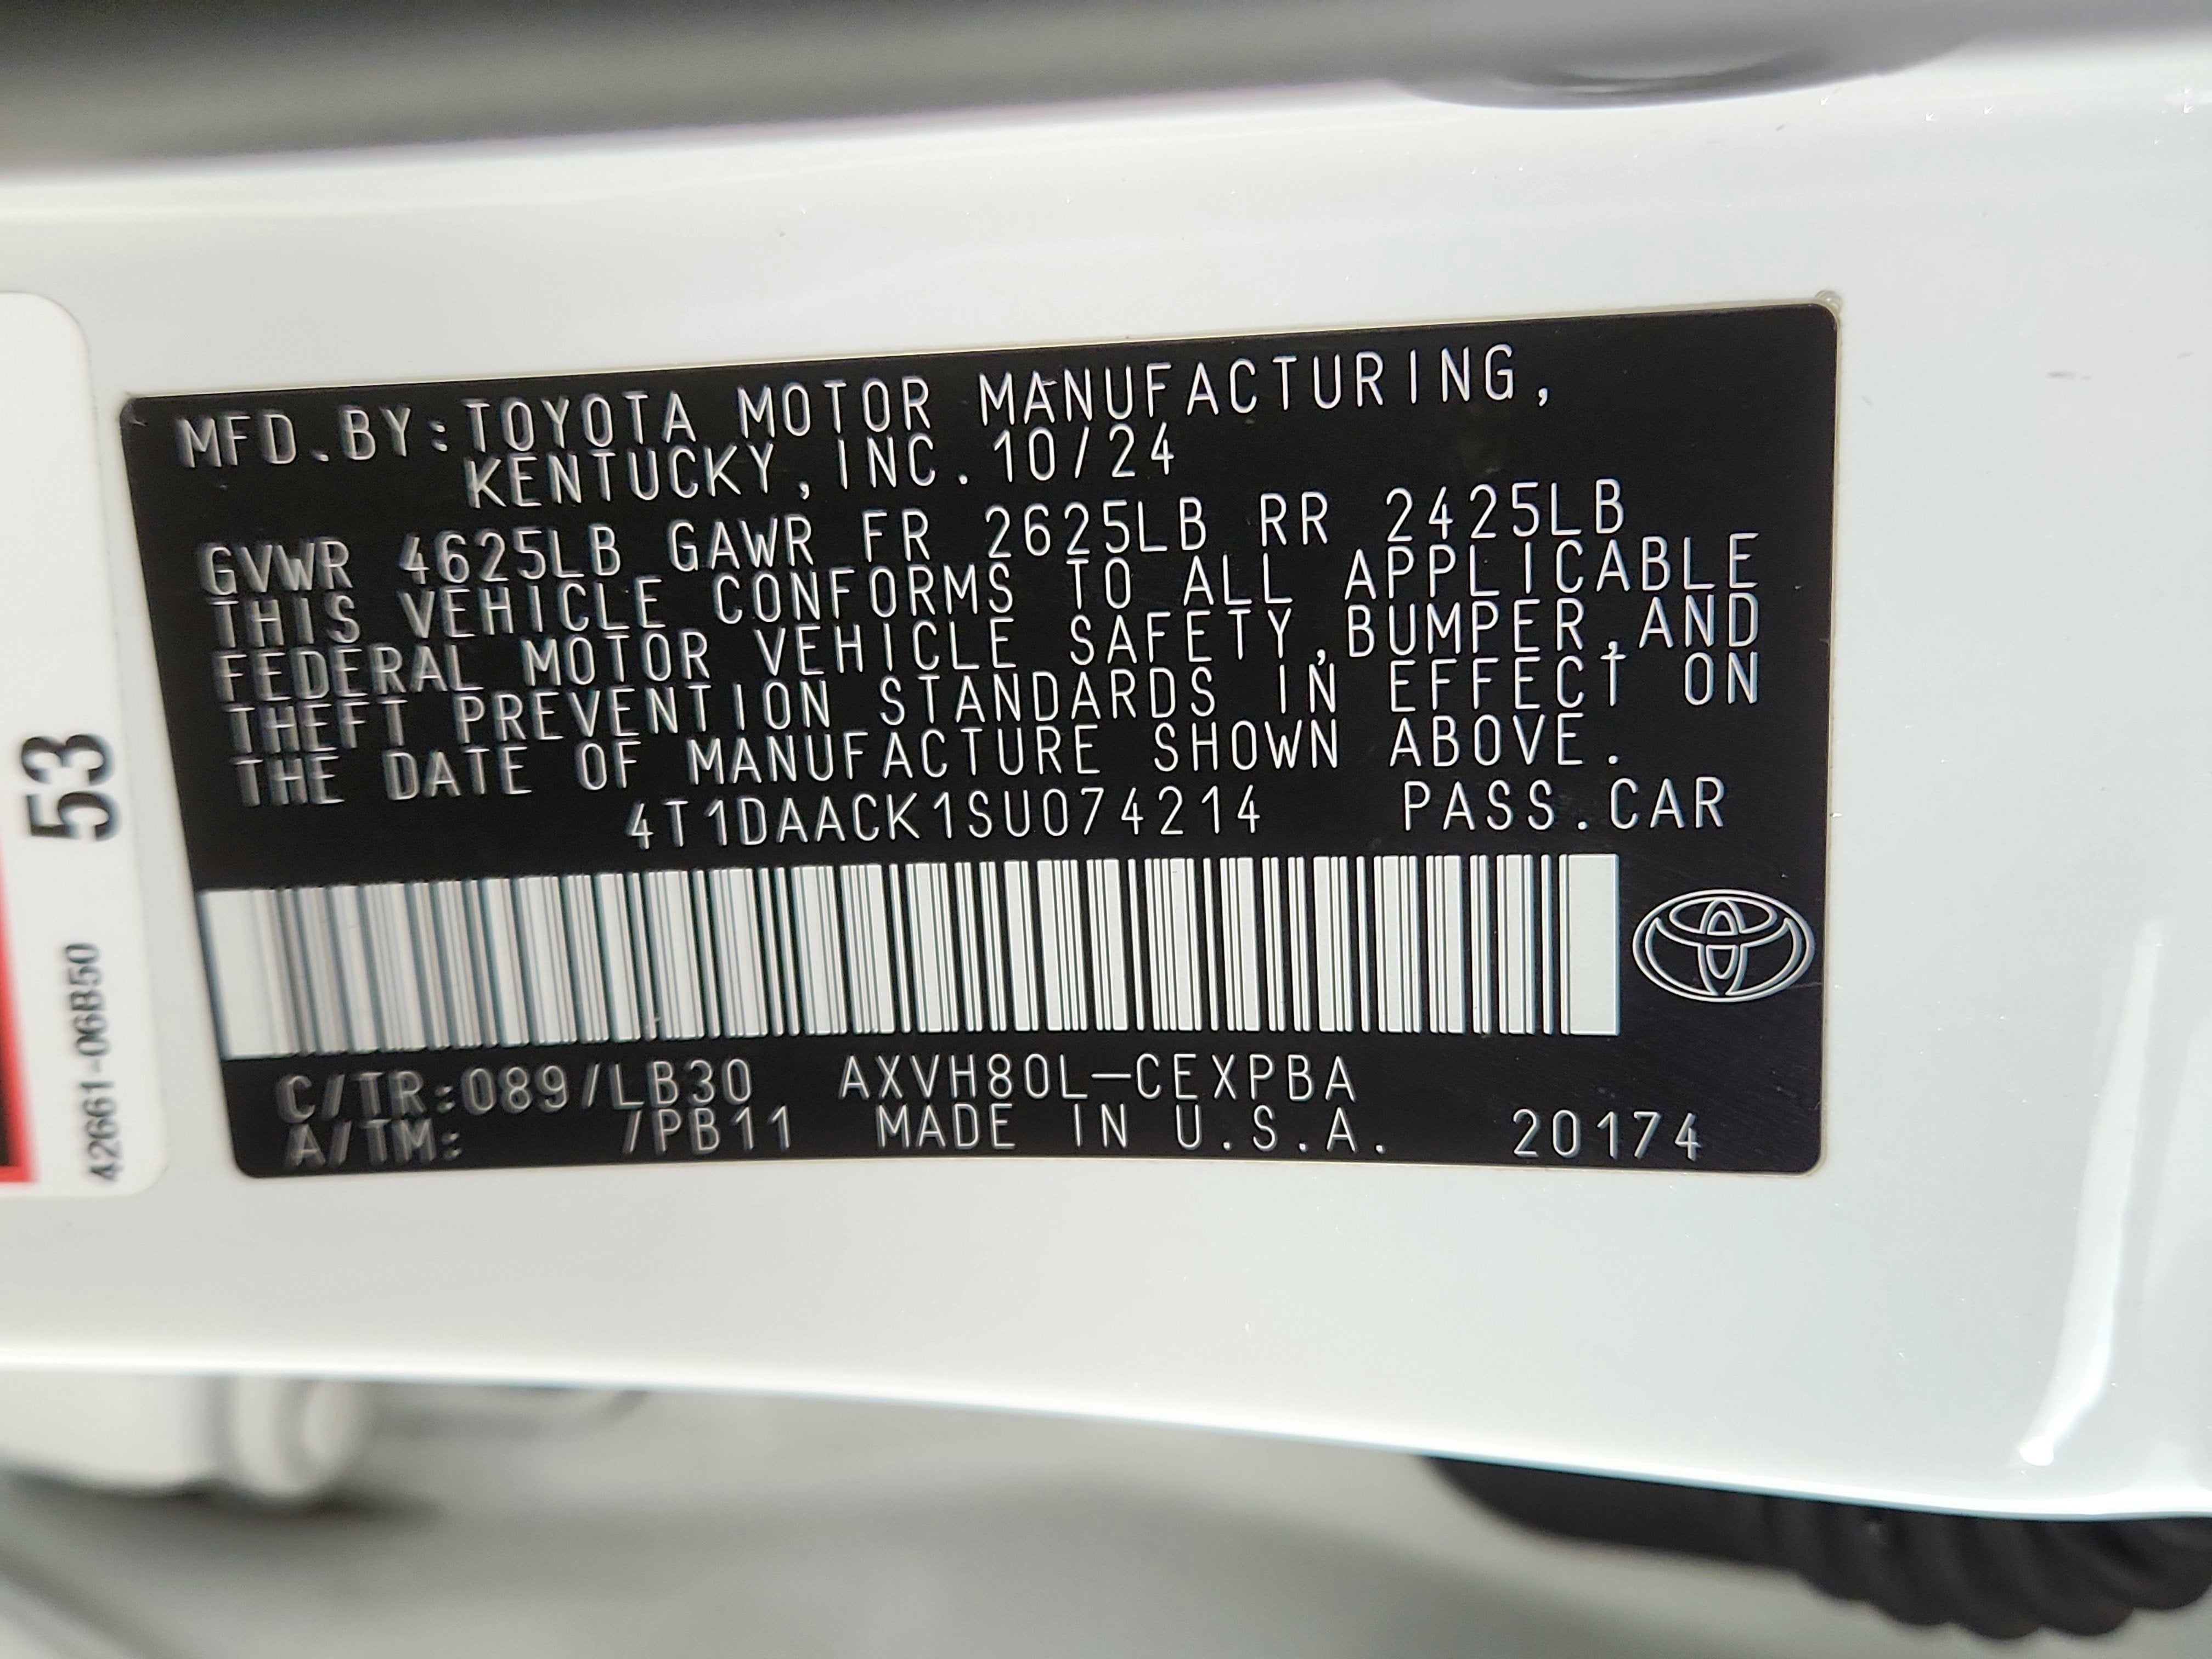 MFD.BY:TOYOTA MOTOR MANUFACTURING,
KENTUCKY,INC.10/24
GVWR 4625LB GAWR FR 2625LB RR 2425LB
THIS VEHICLE CONFORMS TO ALL APPLICABLE
FEDERAL MOTOR VEHICLE SAFETY,BUMPER,AND
THEFT PREVENTION STANDARDS IN EFFECT ON
THE DATE OF MANUFACTURE SHOWN ABOVE.
4T1DAACK1SU074214 PASS.CAR
C/TR:089/LB30 AXVH80L-CEXPBA
A/TM: /PB11 MADE IN U.S.A. 20174
53
42661-06B50